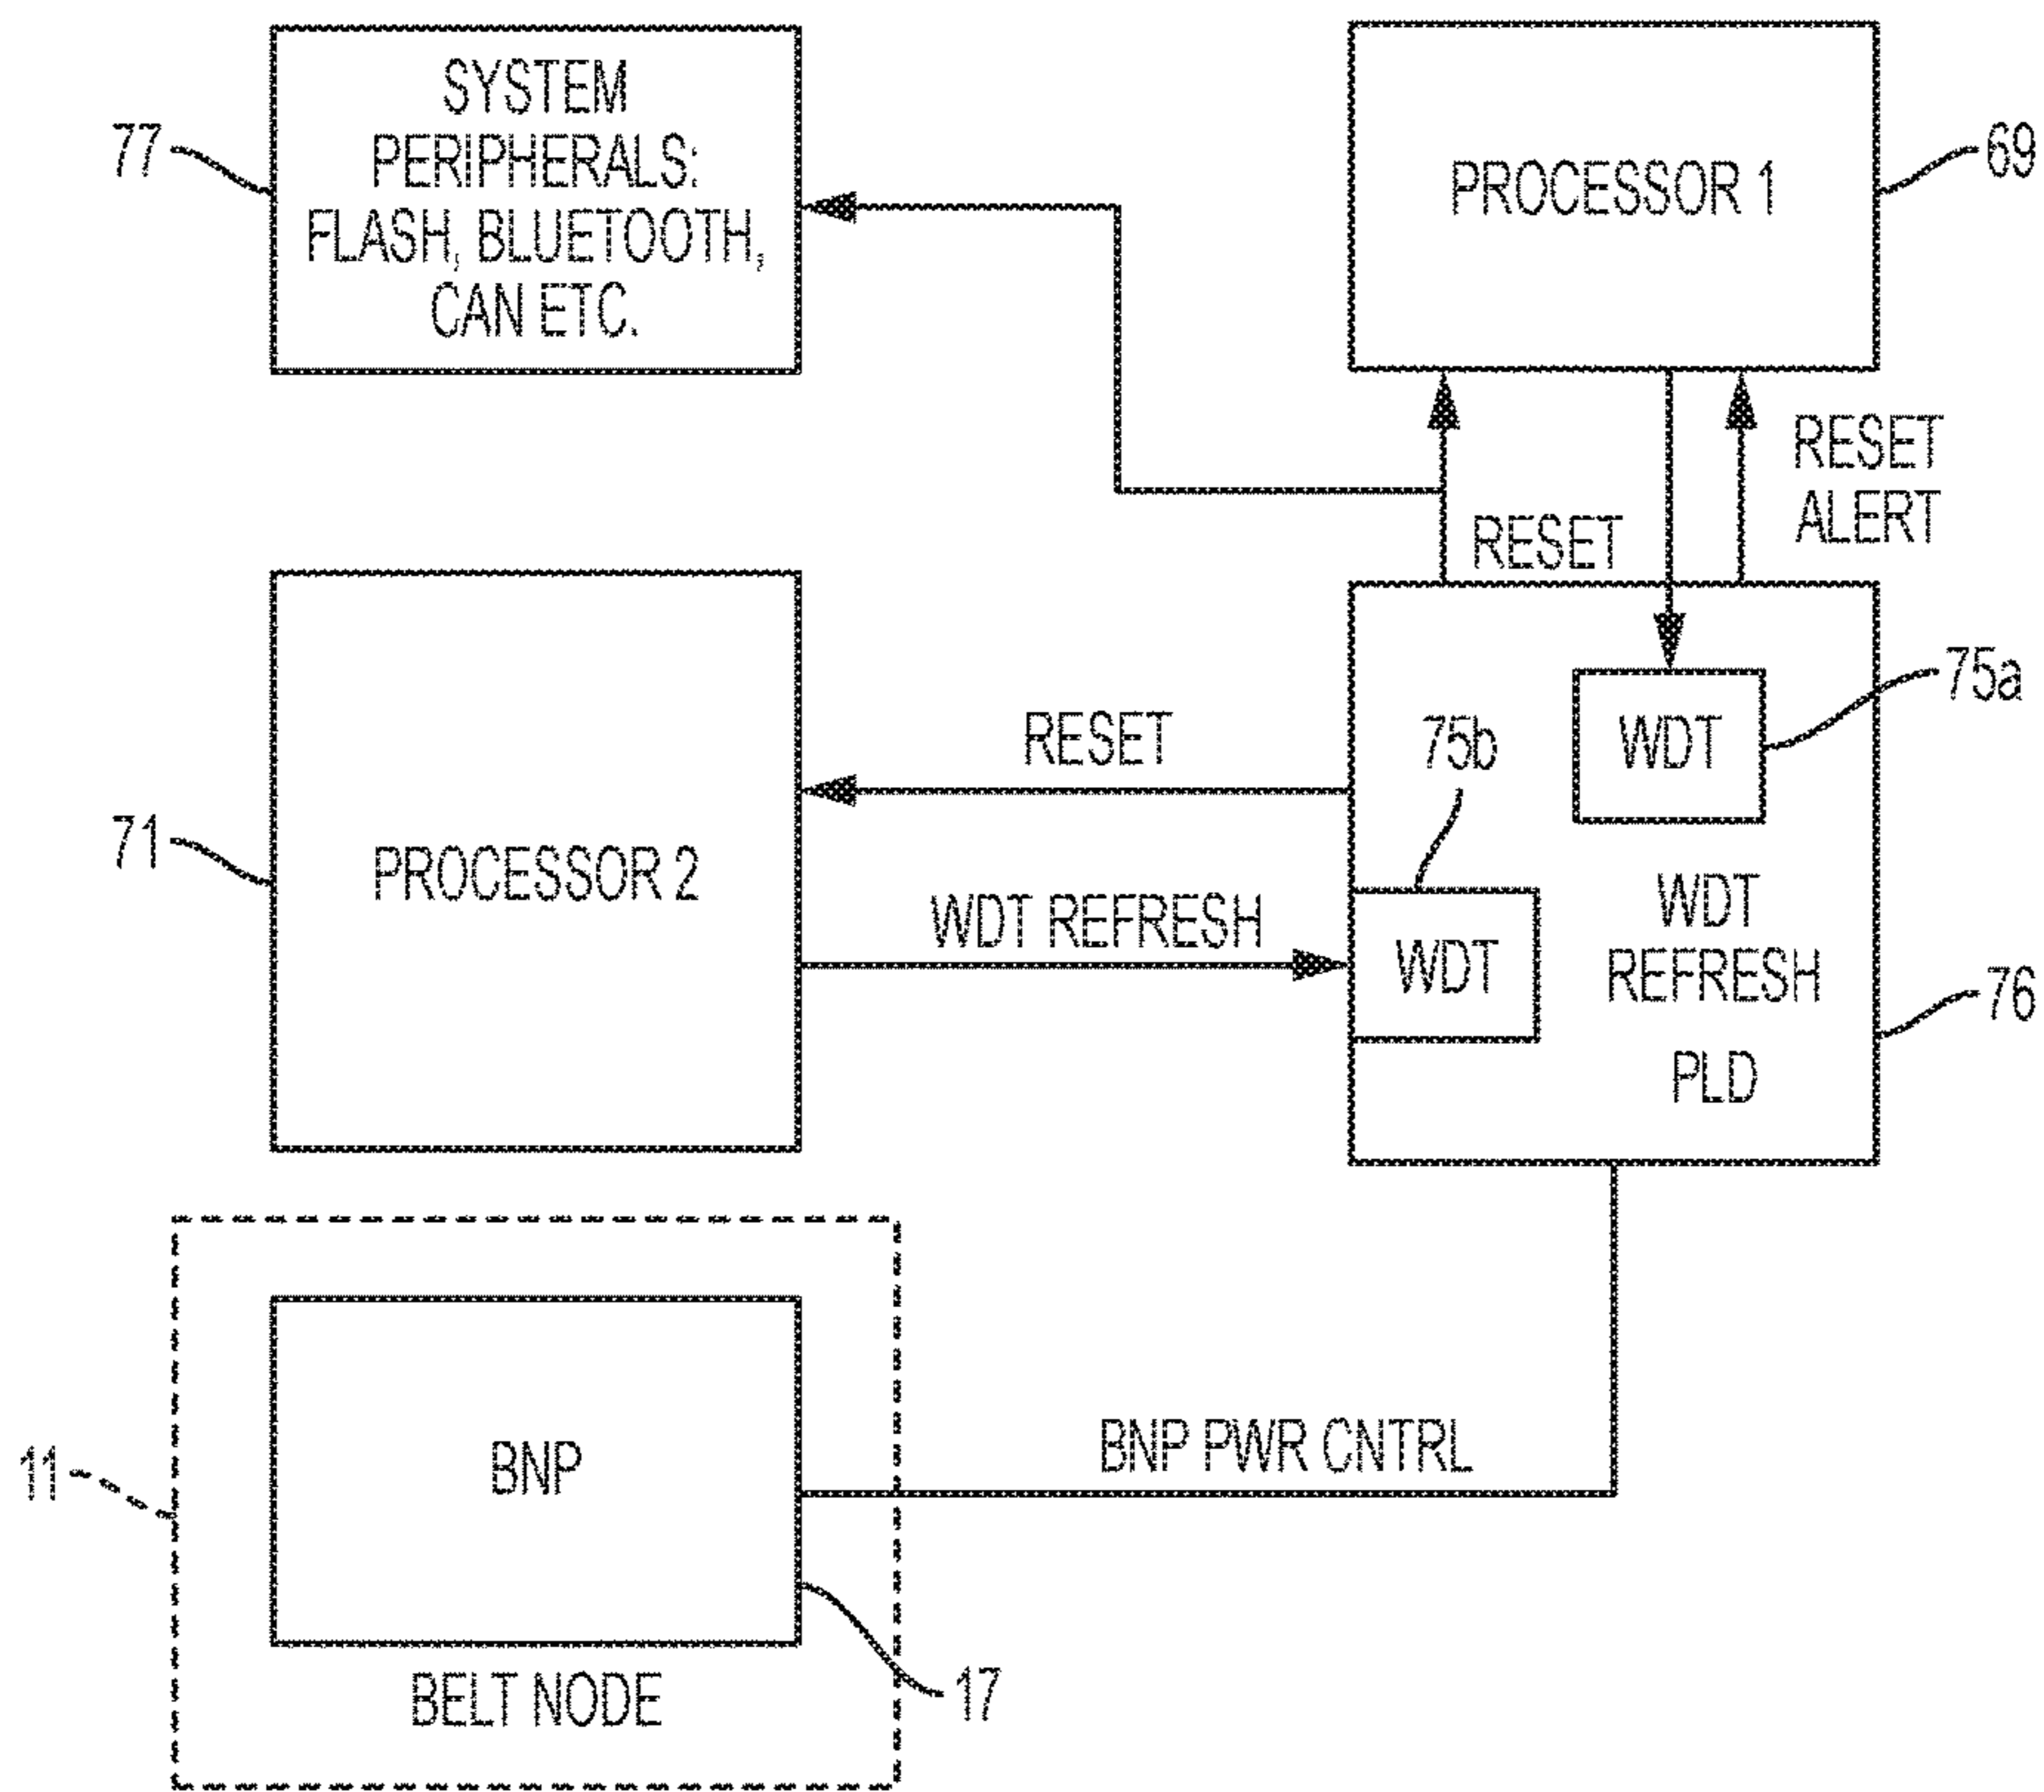 SYSTEM
PERIPHERALS:
FLASH, BLUETOOTH,
CAN ETC.
77
PROCESSOR 1
69
RESET
ALERT
RESET
75a
WDT
75b
RESET
71
PROCESSOR 2
WDT REFRESH
WDT
WDT
REFRESH
PLD
76
11
BNP
BNP PWR CNTRL
BELT NODE
17